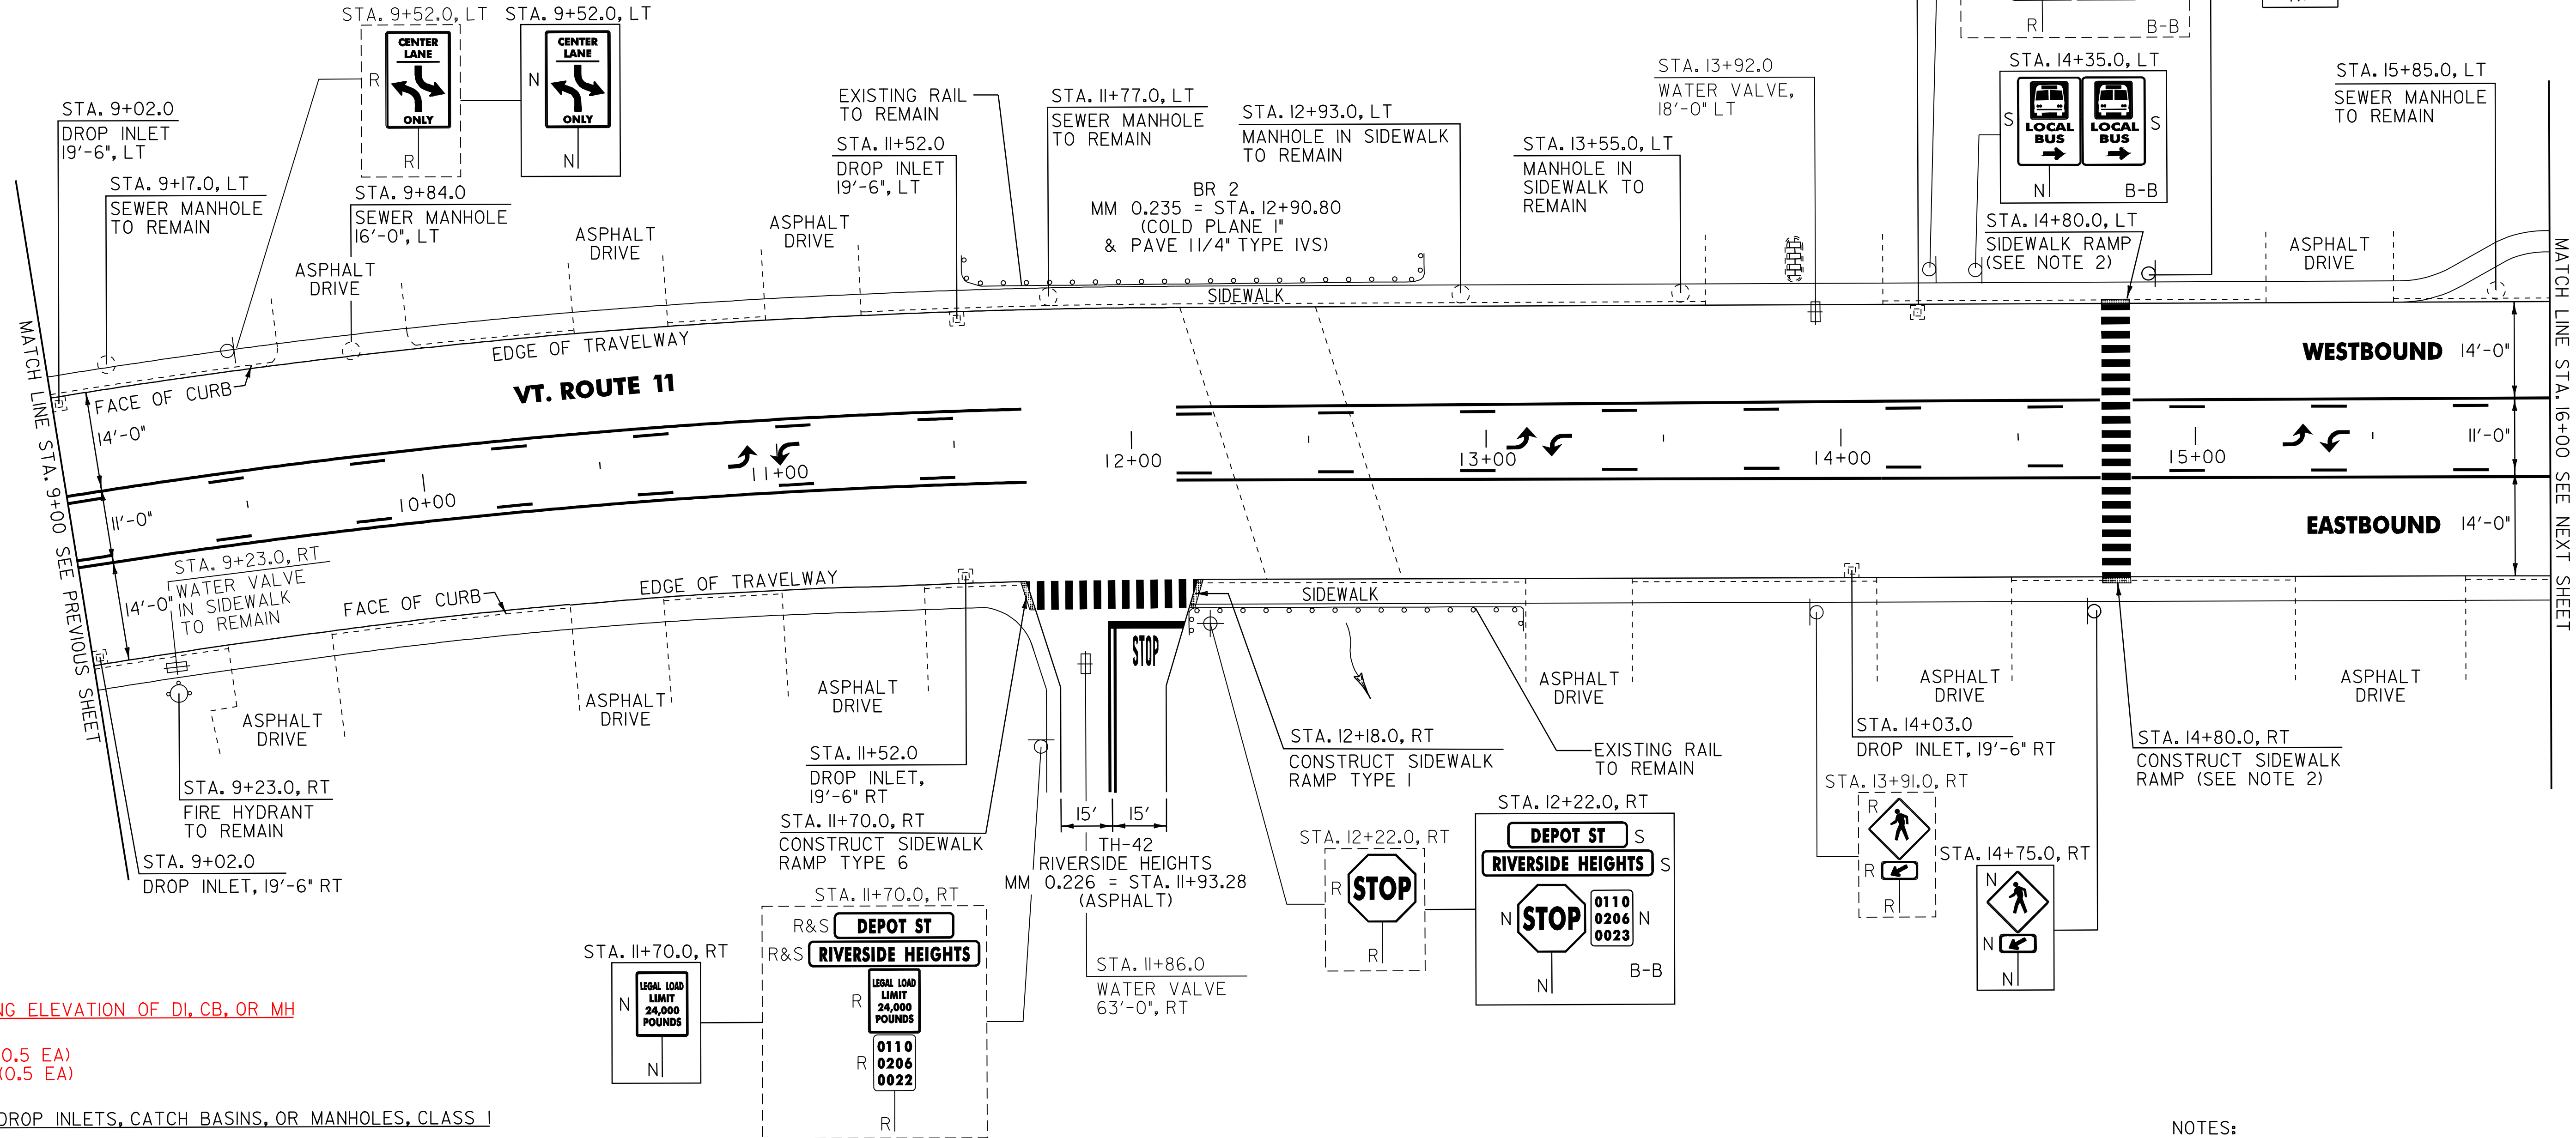 STA. 9+52.0, LT
STA. 9+52.0, LT
CENTER
LANE
ONLY
R
R
CENTER
LANE
ONLY
N
N
R
B-B
STA. 9+02.0
DROP INLET
19'-6", LT
STA. 9+17.0, LT
SEWER MANHOLE
TO REMAIN
STA. 9+84.0
SEWER MANHOLE
16'-0", LT
ASPHALT
DRIVE
ASPHALT
DRIVE
ASPHALT
DRIVE
EXISTING RAIL
TO REMAIN
STA. 11+52.0
DROP INLET
19'-6", LT
STA. 11+77.0, LT
SEWER MANHOLE
TO REMAIN
BR 2
MM 0.235 = STA. 12+90.80
(COLD PLANE 1"
& PAVE 1 1/4" TYPE IVS)
STA. 12+93.0, LT
MANHOLE IN SIDEWALK
TO REMAIN
STA. 13+55.0, LT
MANHOLE IN
SIDEWALK TO
REMAIN
STA. 13+92.0
WATER VALVE,
18'-0" LT
STA. 14+35.0, LT
S
LOCAL
BUS
LOCAL
BUS
S
N
B-B
STA. 14+80.0, LT
SIDEWALK RAMP
(SEE NOTE 2)
ASPHALT
DRIVE
STA. 15+85.0, LT
SEWER MANHOLE
TO REMAIN
MATCH LINE STA. 9+00 SEE PREVIOUS SHEET
MATCH LINE STA. 16+00 SEE NEXT SHEET
FACE OF CURB
EDGE OF TRAVELWAY
SIDEWALK
VT. ROUTE 11
WESTBOUND
14'-0"
11'-0"
EASTBOUND
14'-0"
14'-0"
11'-0"
14'-0"
10+00
11+00
12+00
13+00
14+00
15+00
STA. 9+23.0, RT
WATER VALVE
IN SIDEWALK
TO REMAIN
FACE OF CURB
EDGE OF TRAVELWAY
SIDEWALK
STOP
ASPHALT
DRIVE
ASPHALT
DRIVE
ASPHALT
DRIVE
ASPHALT
DRIVE
ASPHALT
DRIVE
ASPHALT
DRIVE
STA. 9+23.0, RT
FIRE HYDRANT
TO REMAIN
STA. 9+02.0
DROP INLET, 19'-6" RT
STA. 11+52.0
DROP INLET,
19'-6" RT
STA. 11+70.0, RT
CONSTRUCT SIDEWALK
RAMP TYPE 6
15'
15'
TH-42
RIVERSIDE HEIGHTS
MM 0.226 = STA. 11+93.28
(ASPHALT)
STA. 11+86.0
WATER VALVE
63'-0", RT
STA. 12+18.0, RT
CONSTRUCT SIDEWALK
RAMP TYPE 1
EXISTING RAIL
TO REMAIN
STA. 14+03.0
DROP INLET, 19'-6" RT
STA. 14+80.0, RT
CONSTRUCT SIDEWALK
RAMP (SEE NOTE 2)
STA. 11+70.0, RT
N
LEGAL LOAD
LIMIT
24,000
POUNDS
N
STA. 11+70.0, RT
R&S DEPOT ST
R&S RIVERSIDE HEIGHTS
R
LEGAL LOAD
LIMIT
24,000
POUNDS
R
0110
0206
0022
R
STA. 12+22.0, RT
R STOP
R
STA. 12+22.0, RT
DEPOT ST S
RIVERSIDE HEIGHTS S
N STOP
0110
0206 N
0023
N
B-B
STA. 13+91.0, RT
R
R
R
STA. 14+75.0, RT
N
N
N
NG ELEVATION OF DI, CB, OR MH
0.5 EA)
(0.5 EA)
DROP INLETS, CATCH BASINS, OR MANHOLES, CLASS I
NOTES: